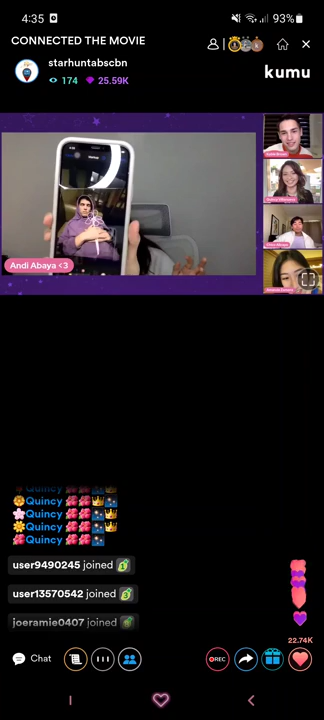 4:35
93%
CONNECTED THE MOVIE
starhuntabscbn
174 25.59K
kumu
Andi Abaya <3
Quincy
Quincy
Quincy
Quincy
Quincy
user9490245 joined
user13570542 joined
joeramie0407 joined
22.74K
Chat
REC